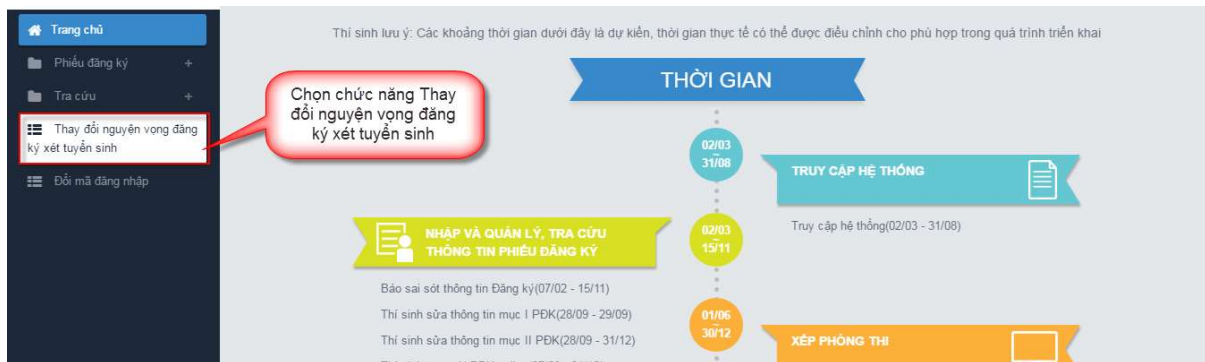 Trang chủ
Phiếu đăng ký +
Tra cứu +
Thay đổi nguyện vọng đăng
ký xét tuyển sinh
Đổi mã đăng nhập
Chọn chức năng Thay
đổi nguyện vọng đăng
ký xét tuyển sinh
Thí sinh lưu ý: Các khoảng thời gian dưới đây là dự kiến, thời gian thực tế có thể được điều chỉnh cho phù hợp trong quá trình triển khai
THỜI GIAN
02/03
–
31/08
TRUY CẬP HỆ THỐNG
Truy cập hệ thống(02/03 - 31/08)
02/03
–
15/11
NHẬP VÀ QUẢN LÝ, TRA CỨU
THÔNG TIN PHIẾU ĐĂNG KÝ
Báo sai sót thông tin Đăng ký(07/02 - 15/11)
Thí sinh sửa thông tin mục I PĐK(28/09 - 29/09)
Thí sinh sửa thông tin mục II PĐK(28/09 - 31/12)
01/06
–
30/12
XẾP PHÒNG THI